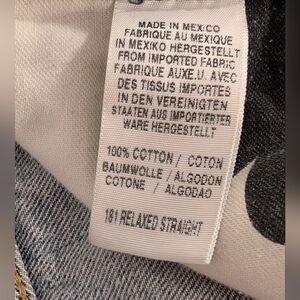 MADE IN MEXICO
FABRIQUE AU MEXIQUE
IN MEXIKO HERGESTELLT
FROM IMPORTED FABRIC
FABRIQUE AUX E.U. AVEC
DES TISSUS IMPORTES
IN DEN VEREINIGTEN
STAATEN AUS IMPORTIERTER
WARE HERGESTELLT
100% COTTON / COTON
BAUMWOLLE / ALGODON
COTONE / ALGODAO
181 RELAXED STRAIGHT